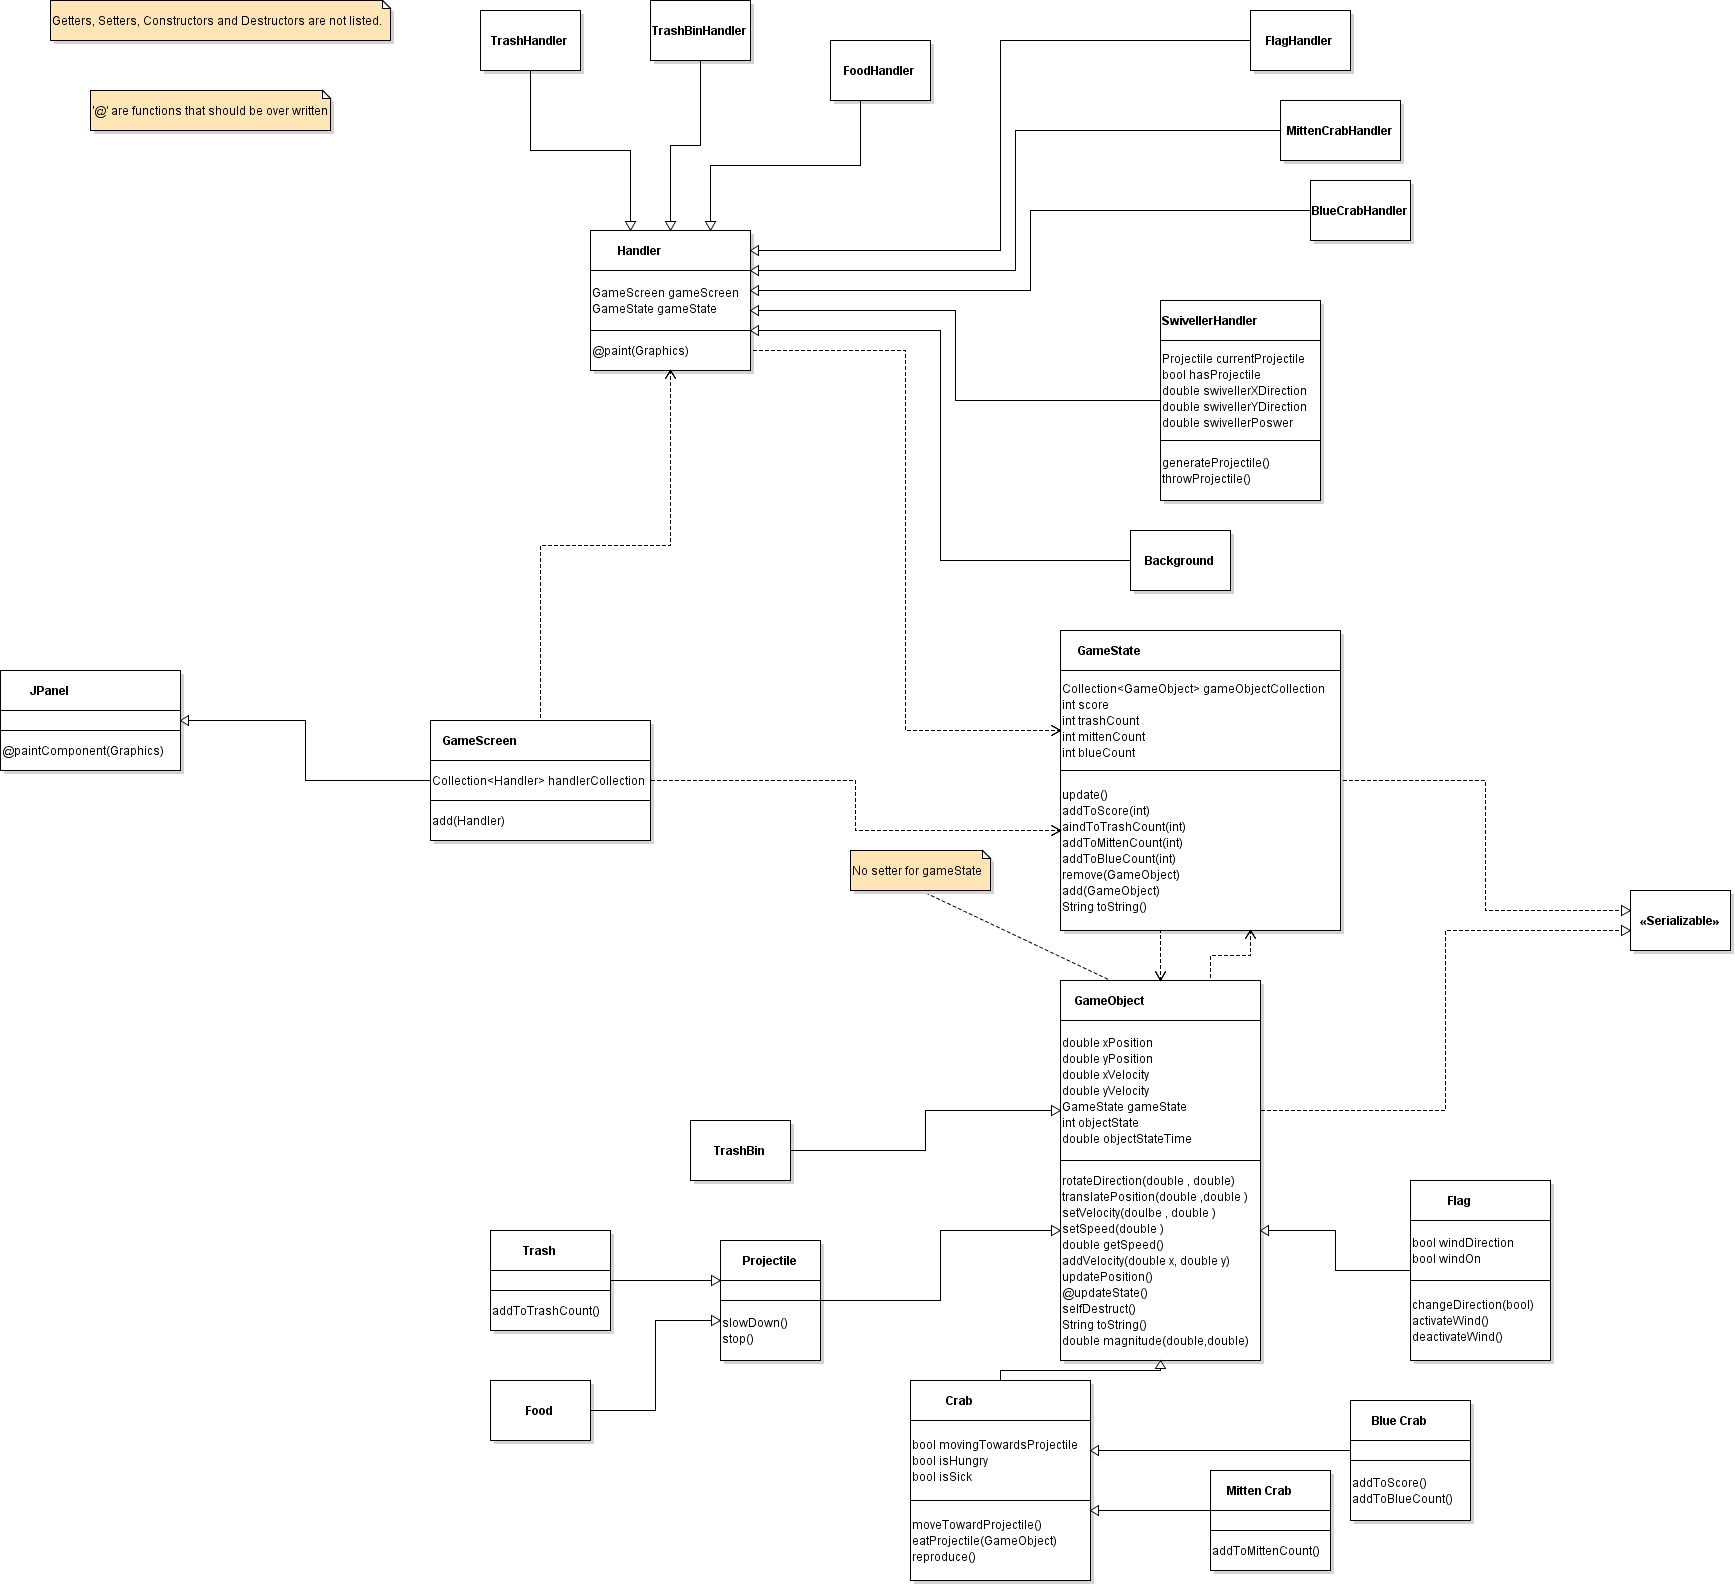 Getters, Setters, Constructors and Destructors are not listed.
'@' are functions that should be over written
TrashHandler
TrashBinHandler
FoodHandler
FlagHandler
MittenCrabHandler
BlueCrabHandler
Handler
GameScreen gameScreen
GameState gameState
@paint(Graphics)
SwivellerHandler
Projectile currentProjectile
bool hasProjectile
double swivellerXDirection
double swivellerYDirection
double swivellerPoswer
generateProjectile()
throwProjectile()
Background
JPanel
@paintComponent(Graphics)
GameScreen
Collection<Handler> handlerCollection
add(Handler)
GameState
Collection<GameObject> gameObjectCollection
int score
int trashCount
int mittenCount
int blueCount
update()
addToScore(int)
aindToTrashCount(int)
addToMittenCount(int)
addToBlueCount(int)
remove(GameObject)
add(GameObject)
String toString()
No setter for gameState
«Serializable»
GameObject
double xPosition
double yPosition
double xVelocity
double yVelocity
GameState gameState
int objectState
double objectStateTime
rotateDirection(double , double)
translatePosition(double ,double )
setVelocity(doulbe , double )
setSpeed(double )
double getSpeed()
addVelocity(double x, double y)
updatePosition()
@updateState()
selfDestruct()
String toString()
double magnitude(double,double)
TrashBin
Trash
addToTrashCount()
Projectile
slowDown()
stop()
Food
Flag
bool windDirection
bool windOn
changeDirection(bool)
activateWind()
deactivateWind()
Crab
bool movingTowardsProjectile
bool isHungry
bool isSick
moveTowardProjectile()
eatProjectile(GameObject)
reproduce()
Blue Crab
addToScore()
addToBlueCount()
Mitten Crab
addToMittenCount()